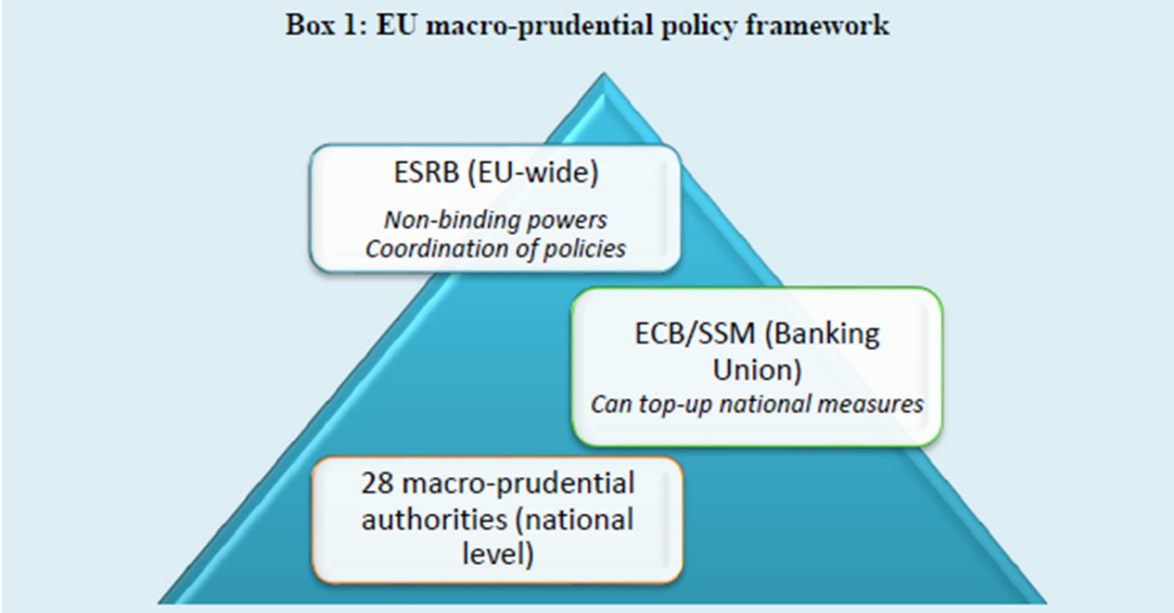 Box 1: EU macro-prudential policy framework
ESRB (EU-wide)
Non-binding powers
Coordination of policies
ECB/SSM (Banking
Union)
Can top-up national measures
28 macro-prudential
authorities (national
level)